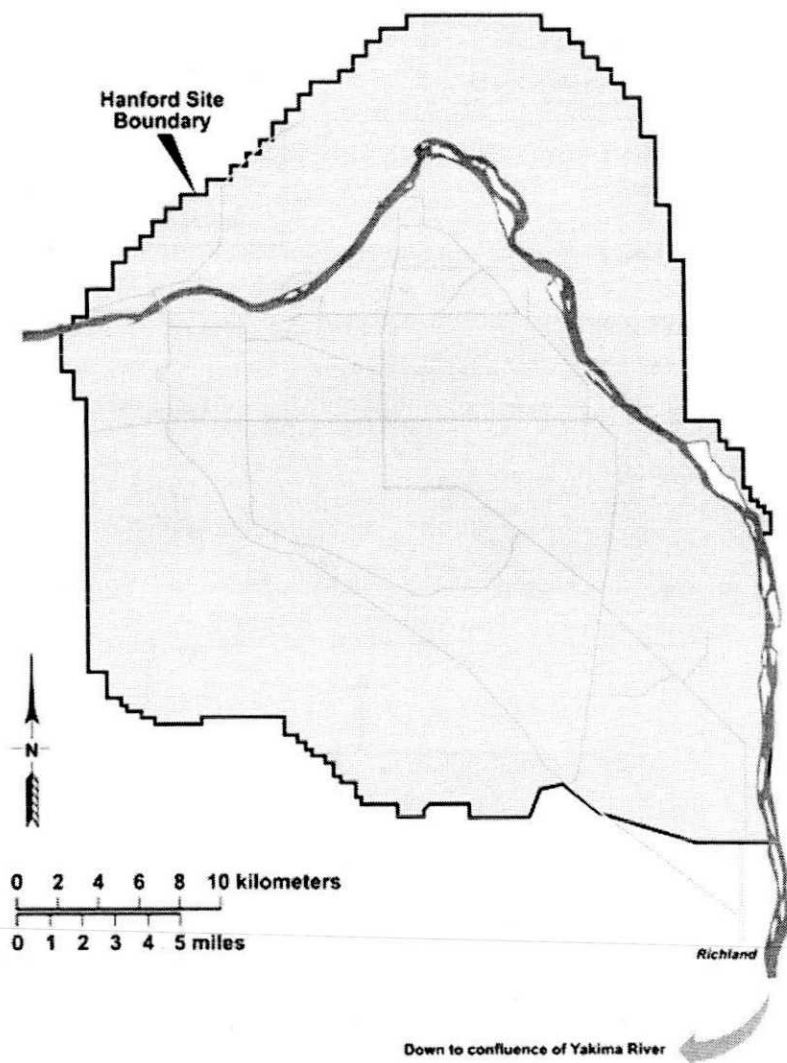 Hanford Site
Boundary
N
0 2 4 6 8 10 kilometers
0 1 2 3 4 5 miles
Richland
Down to confluence of Yakima River